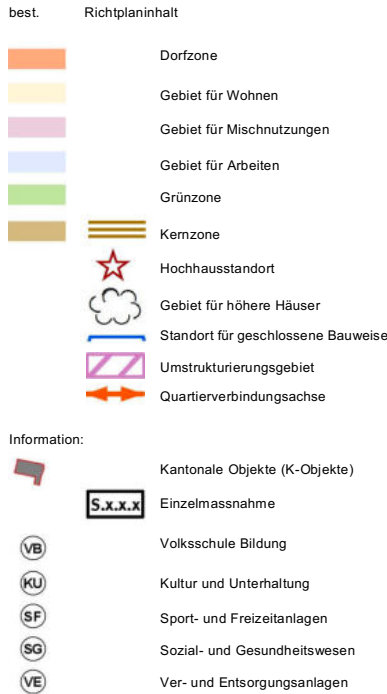 best. Richtplaninhalt
Dorfzone
Gebiet für Wohnen
Gebiet für Mischnutzungen
Gebiet für Arbeiten
Grünzone
Kernzone
Hochhausstandort
Gebiet für höhere Häuser
Standort für geschlossene Bauweise
Umstrukturierungsgebiet
Quartierverbindungsachse
Information:
Kantonale Objekte (K-Objekte)
S.x.x.x Einzelmassnahme
VB Volksschule Bildung
KU Kultur und Unterhaltung
SF Sport- und Freizeitanlagen
SG Sozial- und Gesundheitswesen
VE Ver- und Entsorgungsanlagen